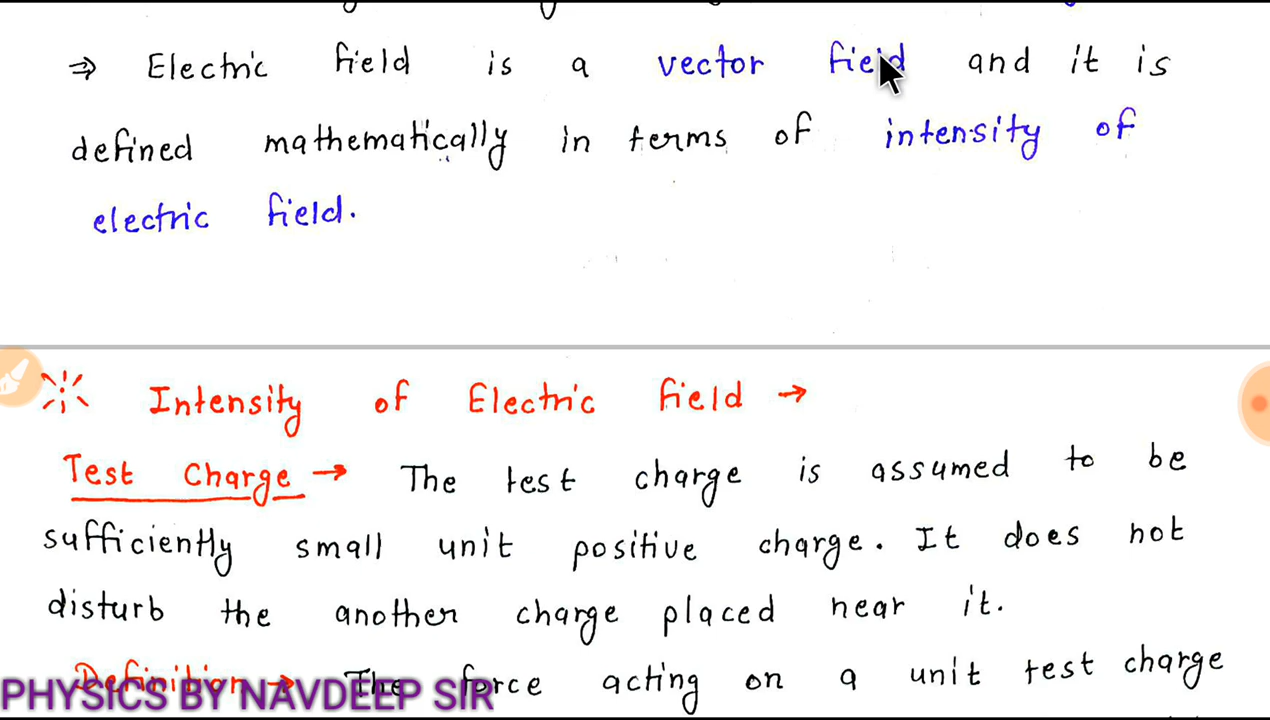 ⇒ Electric field is a vector field and it is
defined mathematically in terms of intensity of
electric field.
Intensity of Electric field →
Test Charge → The test charge is assumed to be
sufficiently small unit positive charge. It does not
disturb the another charge placed near it.
Definition → The force acting on a unit test charge
PHYSICS BY NAVDEEP SIR